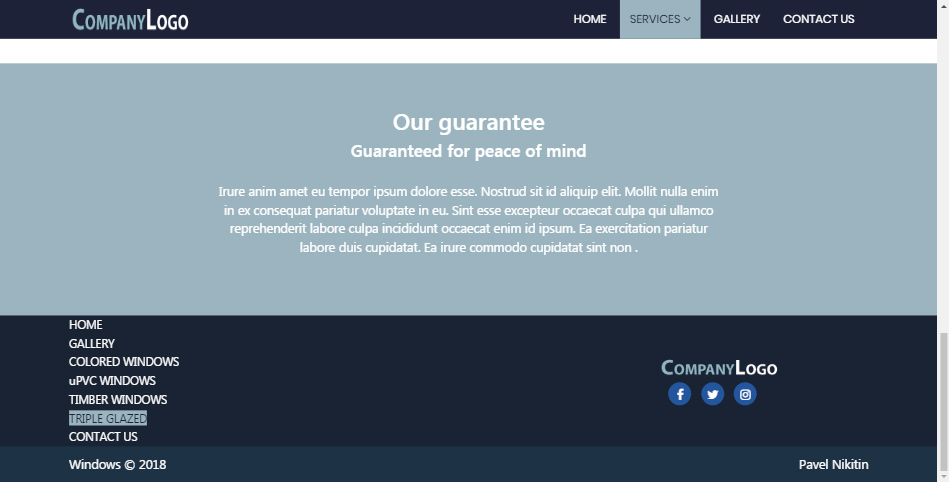 COMPANYLOGO
HOME
SERVICES
GALLERY
CONTACT US
Our guarantee
Guaranteed for peace of mind
Irure anim amet eu tempor ipsum dolore esse. Nostrud sit id aliquip elit. Mollit nulla enim
in ex consequat pariatur voluptate in eu. Sint esse excepteur occaecat culpa qui ullamco
reprehenderit labore culpa incididunt occaecat enim id ipsum. Ea exercitation pariatur
labore duis cupidatat. Ea irure commodo cupidatat sint non .
HOME
GALLERY
COLORED WINDOWS
uPVC WINDOWS
TIMBER WINDOWS
TRIPLE GLAZED
CONTACT US
COMPANYLOGO
Windows © 2018
Pavel Nikitin